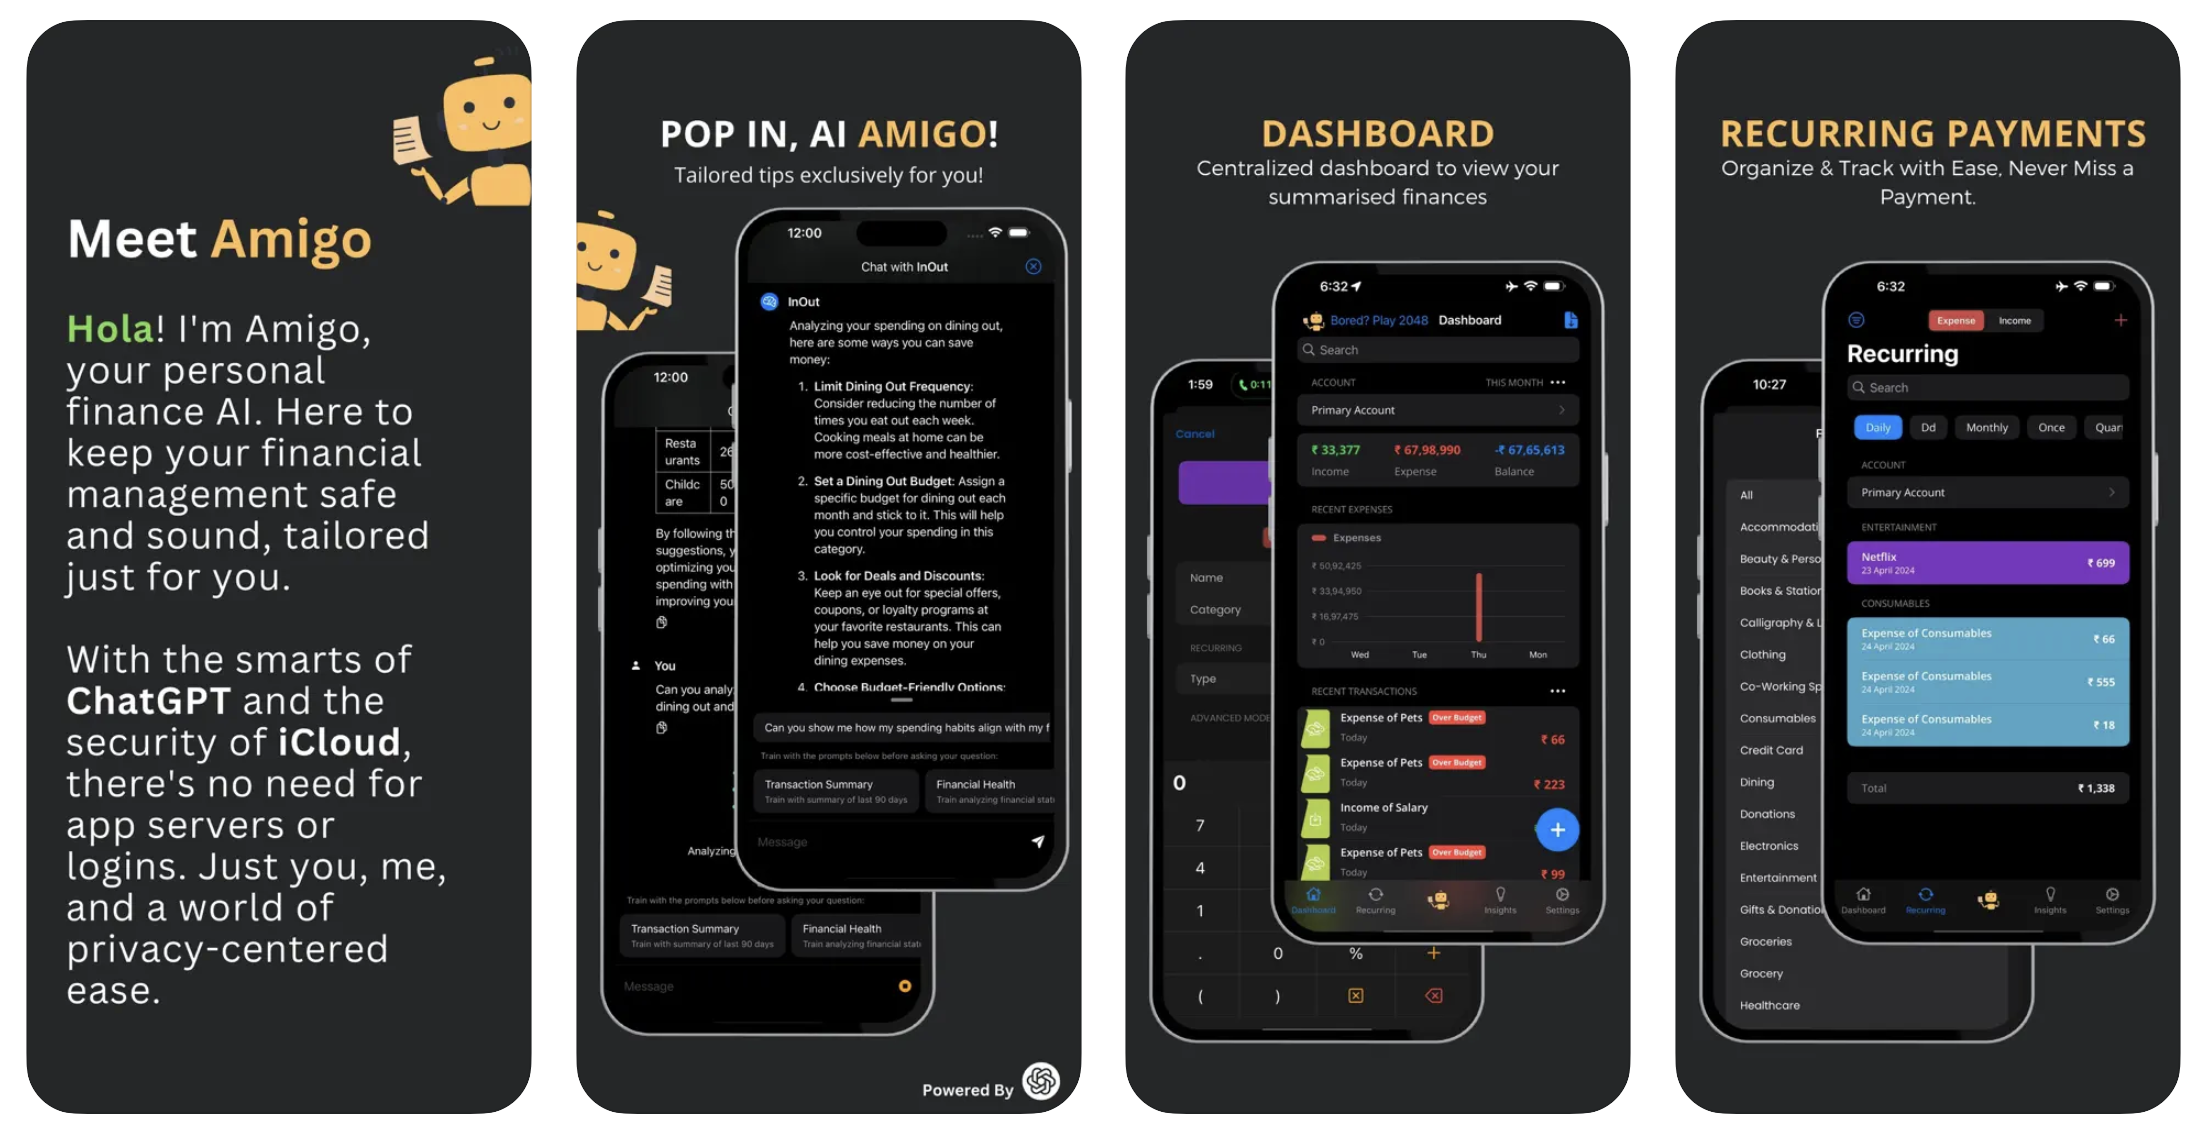 Meet Amigo
Hola! I'm Amigo,
your personal
finance AI. Here to
keep your financial
management safe
and sound, tailored
just for you.
With the smarts of
ChatGPT and the
security of iCloud,
there's no need for
app servers or
logins. Just you, me,
and a world of
privacy-centered
ease.
POP IN, AI AMIGO!
Tailored tips exclusively for you!
12:00
Chat with InOut
InOut
Analyzing your spending on dining out,
here are some ways you can save
money:
1. Limit Dining Out Frequency:
Consider reducing the number of
times you eat out each week.
Cooking meals at home can be
more cost-effective and healthier.
2. Set a Dining Out Budget: Assign a
specific budget for dining out each
month and stick to it. This will help
you control your spending in this
category.
3. Look for Deals and Discounts:
Keep an eye out for special offers,
coupons, or loyalty programs at
your favorite restaurants. This can
help you save money on your
dining expenses.
4. Choose Budget-Friendly Options:
Can you show me how my spending habits align with my f
Train with the prompts below before asking your question:
Transaction Summary Financial Health
Train with summary of last 90 days Train analyzing financial stat
Message
12:00
Resta
urants 26
Childc 50
are 0
By following th
suggestions, y
optimizing you
spending with
improving you
You
Can you analy
dining out and
Analyzing
Train with the prompts below before asking your question:
Transaction Summary Financial Health
Train with summary of last 90 days Train analyzing financial stat
Message
Powered By
DASHBOARD
Centralized dashboard to view your
summarised finances
6:32
Bored? Play 2048 Dashboard
Search
ACCOUNT THIS MONTH •••
Primary Account
₹ 33,377 ₹ 67,98,990 -₹ 67,65,613
Income Expense Balance
RECENT EXPENSES
Expenses
₹ 50,92,425
₹ 33,94,950
₹ 16,97,475
₹ 0
Wed Tue Thu Mon
RECENT TRANSACTIONS •••
Expense of Pets Over Budget
Today ₹ 66
Expense of Pets Over Budget
Today ₹ 223
Income of Salary
Today
+
Expense of Pets Over Budget
Today ₹ 99
Dashboard Recurring Insights Settings
1:59 0:11
Cancel
Name
Category
RECURRING
Type
ADVANCED MODE
0
7
4
1
. 0 % +
( )
RECURRING PAYMENTS
Organize & Track with Ease, Never Miss a
Payment.
6:32
Expense Income +
Recurring
Search
Daily Dd Monthly Once Quar
ACCOUNT
Primary Account
ENTERTAINMENT
Netflix
23 April 2024 ₹ 699
CONSUMABLES
Expense of Consumables
24 April 2024 ₹ 66
Expense of Consumables
24 April 2024 ₹ 555
Expense of Consumables
24 April 2024 ₹ 18
Total ₹ 1,338
Dashboard Recurring Insights Settings
10:27
F
All
Accommodati
Beauty & Perso
Books & Station
Calligraphy & L
Clothing
Co-Working Sp
Consumables
Credit Card
Dining
Donations
Electronics
Entertainment
Gifts & Donatio
Groceries
Grocery
Healthcare